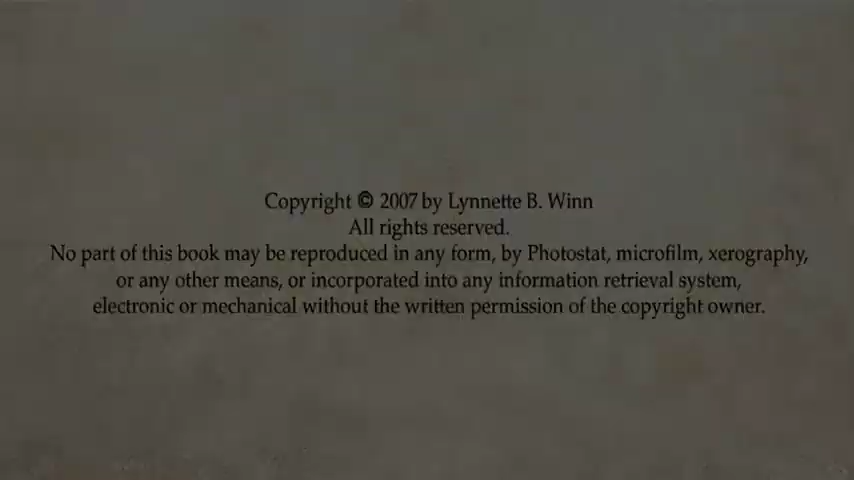 Copyright © 2007 by Lynnette B. Winn
All rights reserved.
No part of this book may be reproduced in any form, by Photostat, microfilm, xerography,
or any other means, or incorporated into any information retrieval system,
electronic or mechanical without the written permission of the copyright owner.